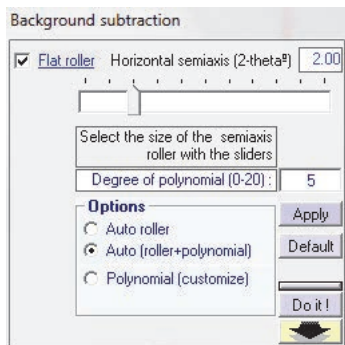 Background subtraction
Flat roller Horizontal semiaxis (2-thetaª) 2.00
Select the size of the semiaxis
roller with the sliders
Degree of polynomial (0-20) : 5
Options
Auto roller
Auto (roller+polynomial)
Polynomial (customize)
Apply
Default
Do it !